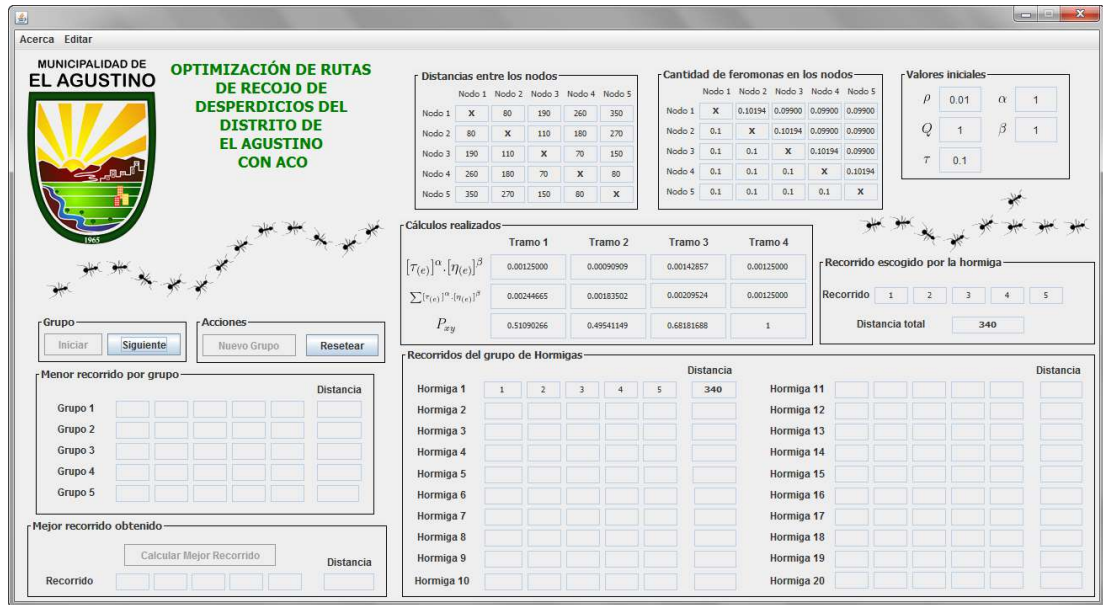 Acerca Editar
MUNICIPALIDAD DE
EL AGUSTINO
1965
OPTIMIZACIÓN DE RUTAS
DE RECOJO DE
DESPERDICIOS DEL
DISTRITO DE
EL AGUSTINO
CON ACO
Distancias entre los nodos
Nodo 1 Nodo 2 Nodo 3 Nodo 4 Nodo 5
Nodo 1 X 80 190 260 350
Nodo 2 80 X 110 180 270
Nodo 3 190 110 X 70 150
Nodo 4 260 180 70 X 80
Nodo 5 350 270 150 80 X
Cantidad de feromonas en los nodos
Nodo 1 Nodo 2 Nodo 3 Nodo 4 Nodo 5
Nodo 1 X 0.10194 0.09900 0.09900 0.09900
Nodo 2 0.1 X 0.10194 0.09900 0.09900
Nodo 3 0.1 0.1 X 0.10194 0.09900
Nodo 4 0.1 0.1 0.1 X 0.10194
Nodo 5 0.1 0.1 0.1 0.1 X
Valores iniciales
ρ 0.01 α 1
Q 1 β 1
τ 0.1
Cálculos realizados
Tramo 1 Tramo 2 Tramo 3 Tramo 4
[τ(e)]^α.[η(e)]^β 0.00125000 0.00090909 0.00142857 0.00125000
∑[τ(e)]^α.[η(e)]^β 0.00244665 0.00183502 0.00209524 0.00125000
Pxy 0.51090266 0.49541149 0.68181688 1
Recorrido escogido por la hormiga
Recorrido 1 2 3 4 5
Distancia total 340
Grupo
Iniciar Siguiente
Acciones
Nuevo Grupo Resetear
Menor recorrido por grupo
Distancia
Grupo 1
Grupo 2
Grupo 3
Grupo 4
Grupo 5
Mejor recorrido obtenido
Calcular Mejor Recorrido
Distancia
Recorrido
Recorridos del grupo de Hormigas
Distancia
Hormiga 1 1 2 3 4 5 340
Hormiga 2
Hormiga 3
Hormiga 4
Hormiga 5
Hormiga 6
Hormiga 7
Hormiga 8
Hormiga 9
Hormiga 10
Distancia
Hormiga 11
Hormiga 12
Hormiga 13
Hormiga 14
Hormiga 15
Hormiga 16
Hormiga 17
Hormiga 18
Hormiga 19
Hormiga 20